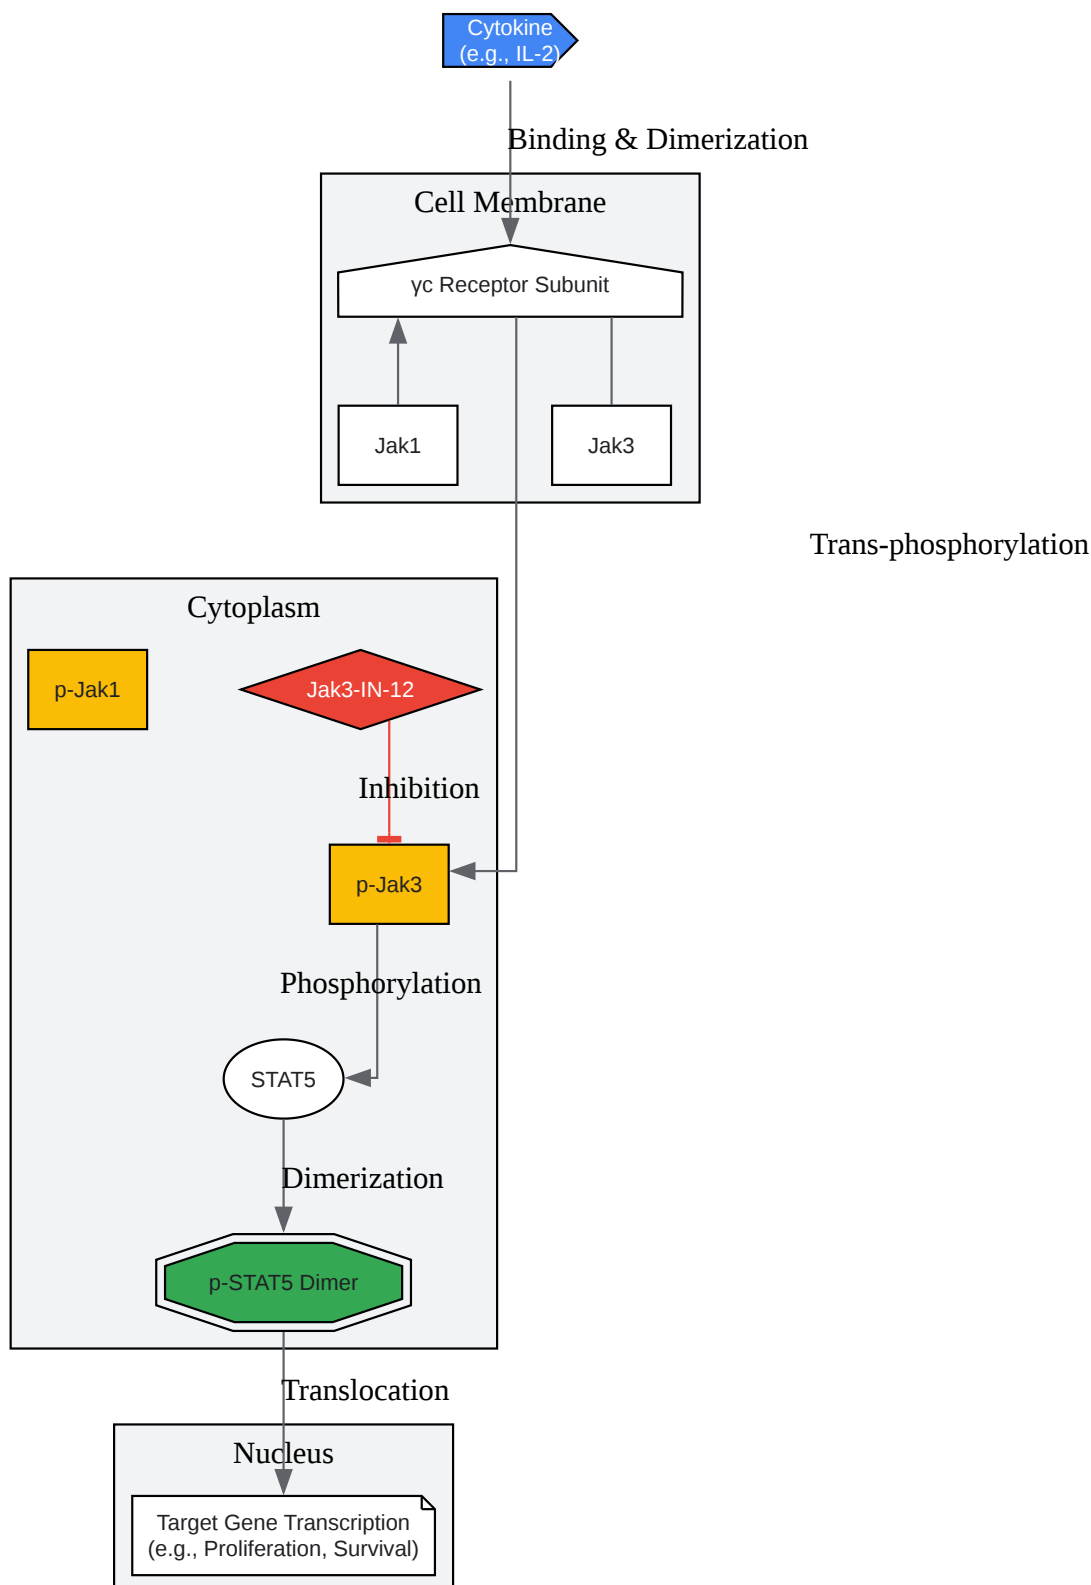 Cytokine
(e.g., IL-2)
Binding & Dimerization
Cell Membrane
γc Receptor Subunit
Jak1
Jak3
Trans-phosphorylation
Cytoplasm
p-Jak1
Jak3-IN-12
Inhibition
p-Jak3
Phosphorylation
STAT5
Dimerization
p-STAT5 Dimer
Translocation
Nucleus
Target Gene Transcription
(e.g., Proliferation, Survival)